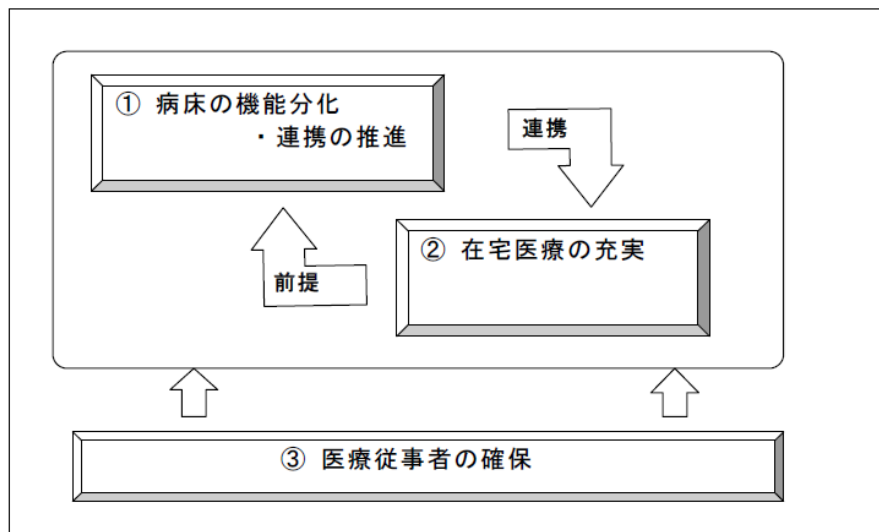 ① 病床の機能分化
・連携の推進
連携
② 在宅医療の充実
前提
③ 医療従事者の確保